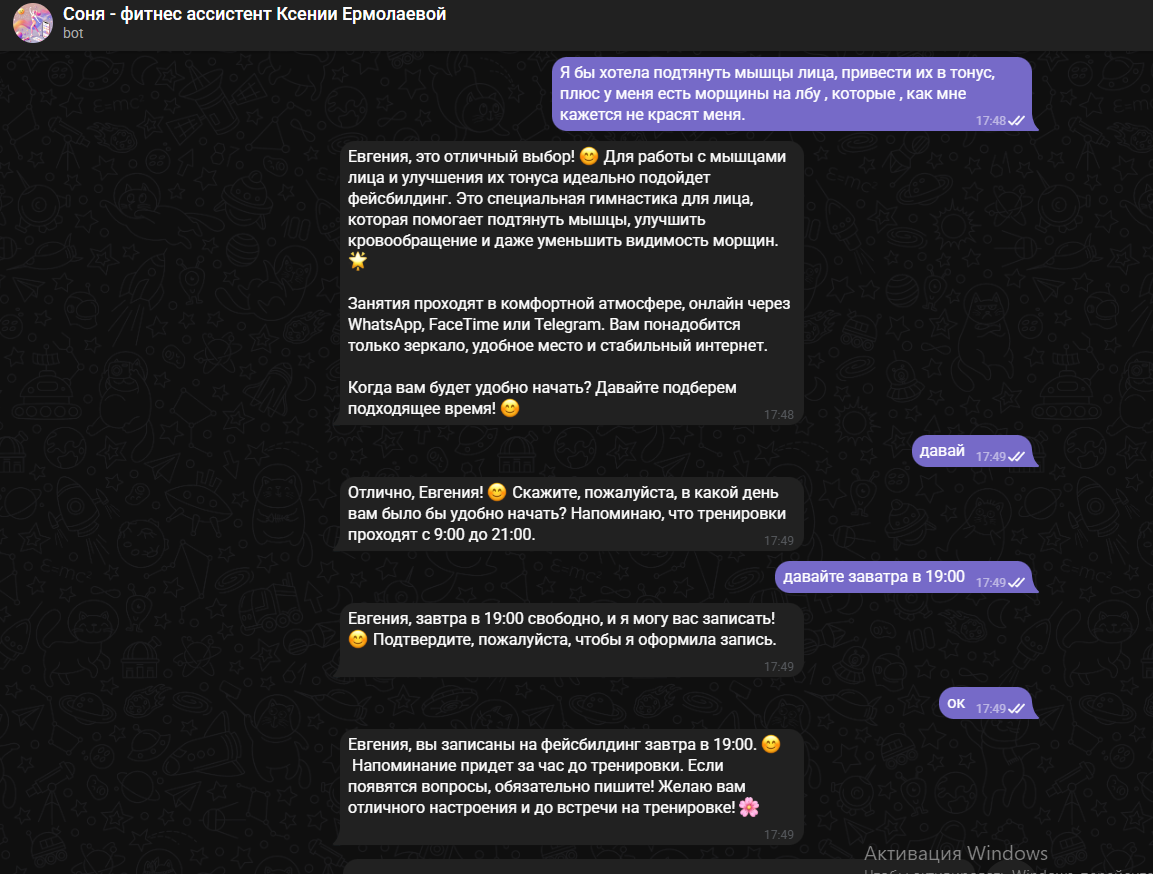 Соня - фитнес ассистент Ксении Ермолаевой
bot
Я бы хотела подтянуть мышцы лица, привести их в тонус,
плюс у меня есть морщины на лбу , которые , как мне
кажется не красят меня.
17:48
Евгения, это отличный выбор! 😊 Для работы с мышцами
лица и улучшения их тонуса идеально подойдет
фейсбилдинг. Это специальная гимнастика для лица,
которая помогает подтянуть мышцы, улучшить
кровообращение и даже уменьшить видимость морщин.
🌟
Занятия проходят в комфортной атмосфере, онлайн через
WhatsApp, FaceTime или Telegram. Вам понадобится
только зеркало, удобное место и стабильный интернет.
Когда вам будет удобно начать? Давайте подберем
подходящее время! 😊
17:48
давай 17:49
Отлично, Евгения! 😊 Скажите, пожалуйста, в какой день
вам было бы удобно начать? Напоминаю, что тренировки
проходят с 9:00 до 21:00.
17:49
давайте заватра в 19:00 17:49
Евгения, завтра в 19:00 свободно, и я могу вас записать!
😊 Подтвердите, пожалуйста, чтобы я оформила запись.
17:49
ок 17:49
Евгения, вы записаны на фейсбилдинг завтра в 19:00. 😊
Напоминание придет за час до тренировки. Если
появятся вопросы, обязательно пишите! Желаю вам
отличного настроения и до встречи на тренировке! 🌸
17:49
Активация Windows